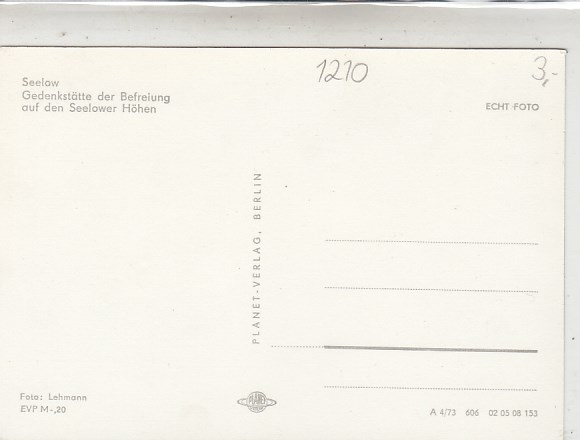 1210
3,-
Seelow
Gedenkstätte der Befreiung
auf den Seelower Höhen
ECHT-FOTO
PLANET-VERLAG, BERLIN
Foto: Lehmann
EVP M-,20
PLANET
A 4/73 606 02 05 08 153